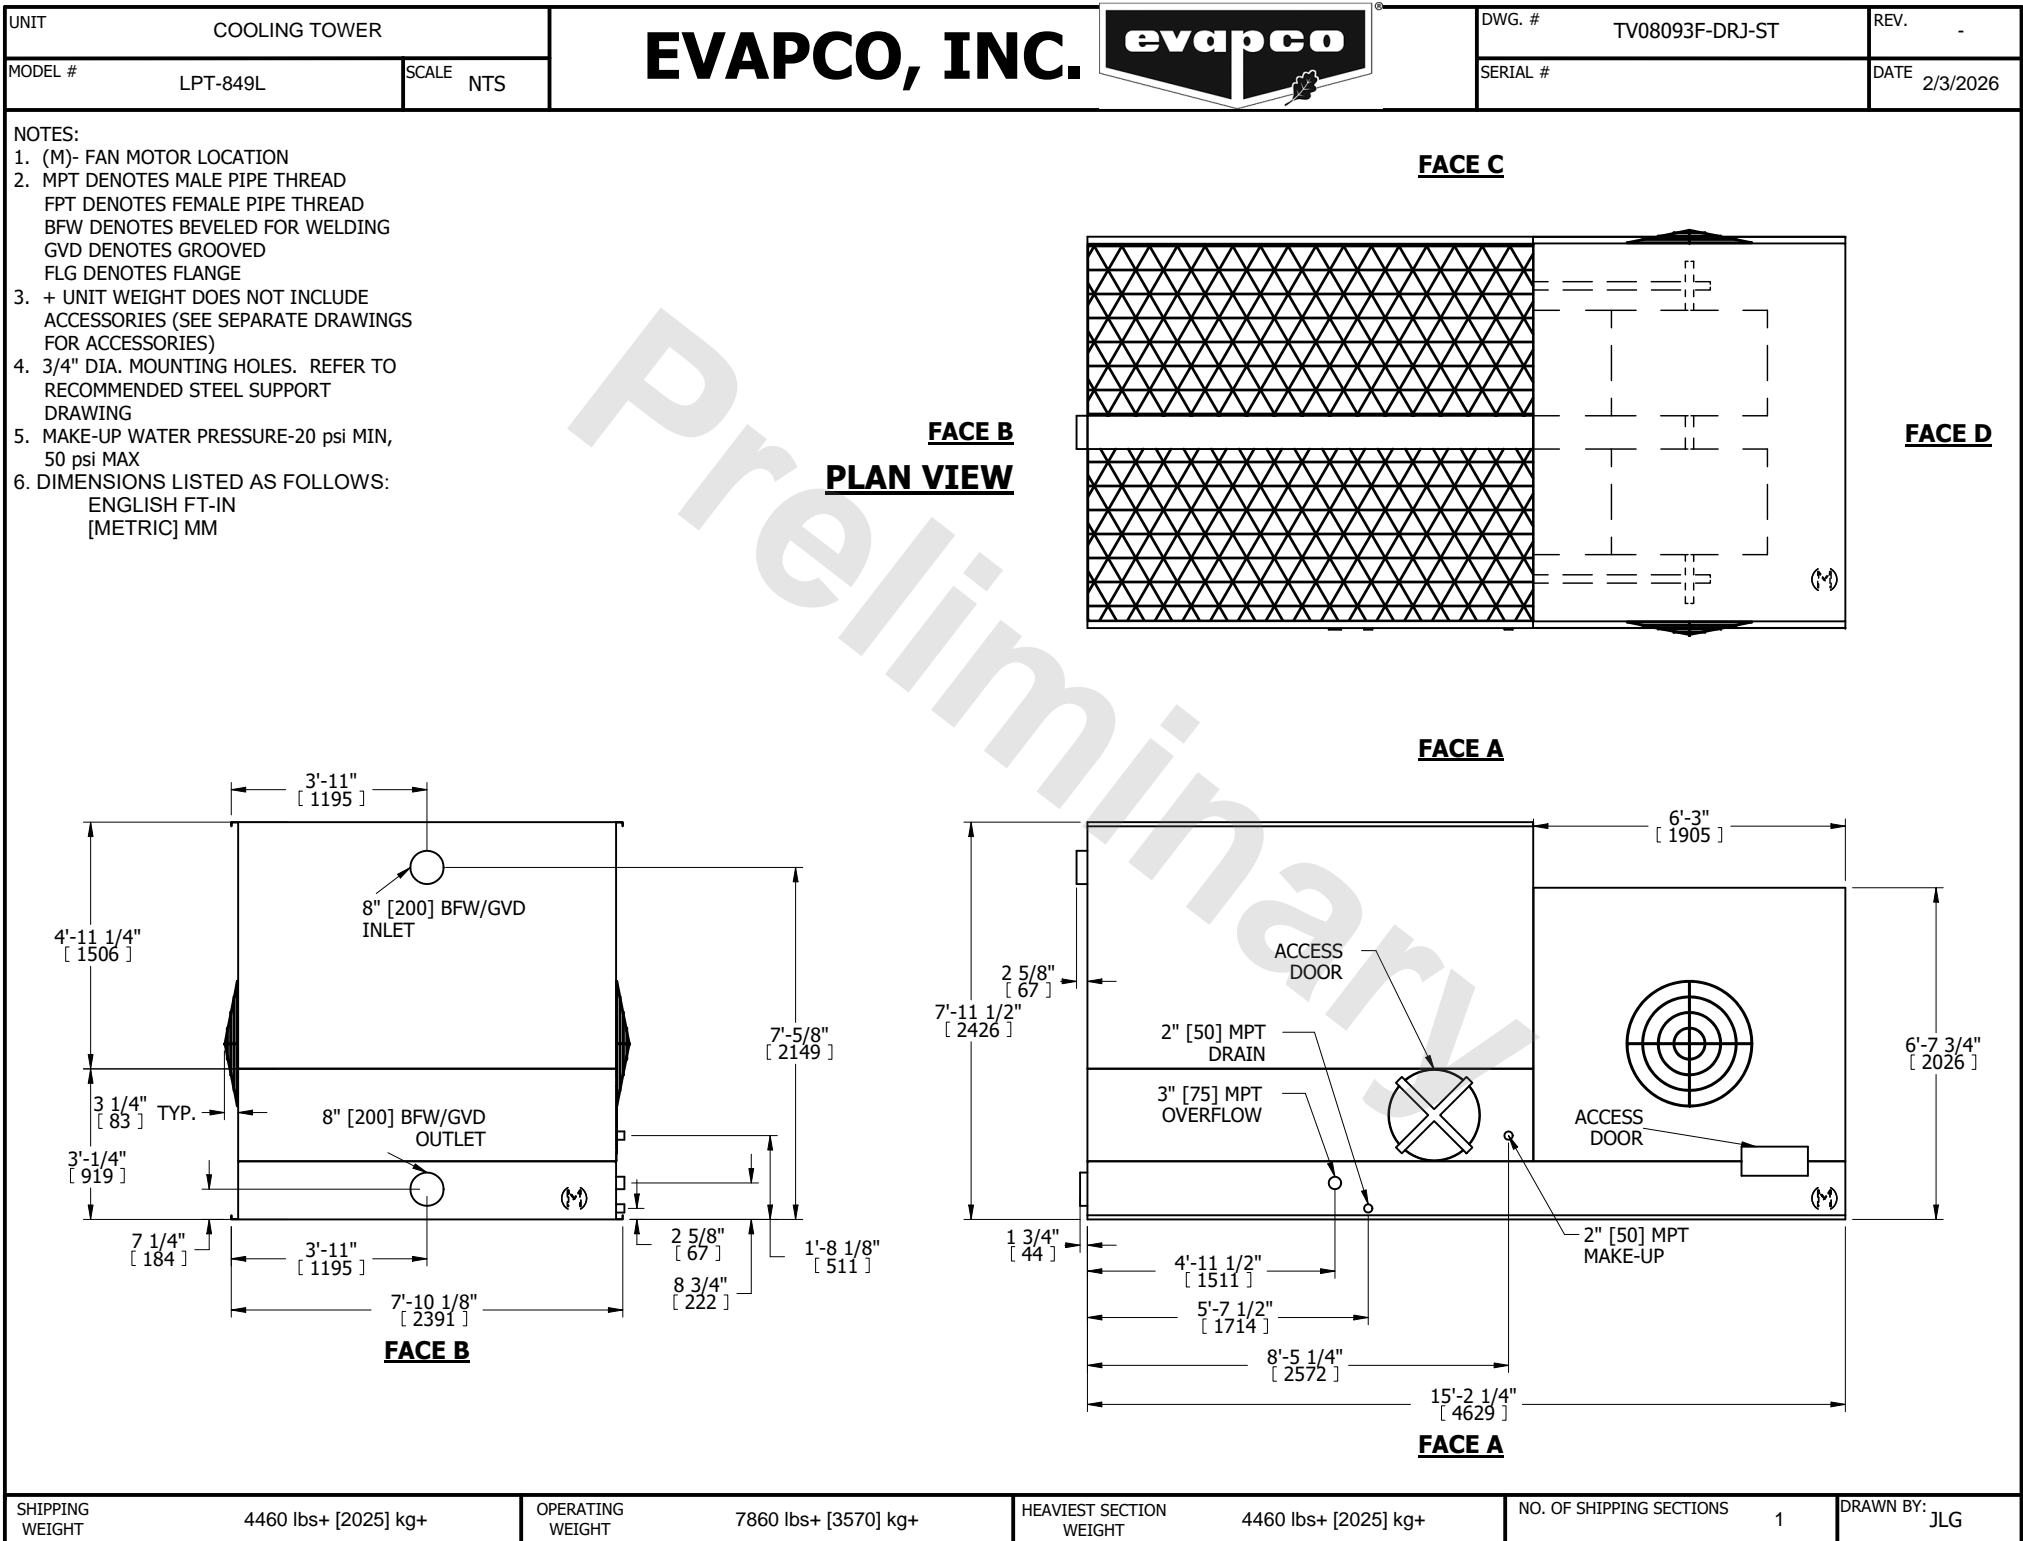 UNIT
COOLING TOWER
MODEL #
LPT-849L
SCALE
NTS
EVAPCO, INC.
evapco
®
DWG. #
TV08093F-DRJ-ST
REV.
-
SERIAL #
DATE
2/3/2026
NOTES:
1. (M)- FAN MOTOR LOCATION
2. MPT DENOTES MALE PIPE THREAD
FPT DENOTES FEMALE PIPE THREAD
BFW DENOTES BEVELED FOR WELDING
GVD DENOTES GROOVED
FLG DENOTES FLANGE
3. + UNIT WEIGHT DOES NOT INCLUDE
ACCESSORIES (SEE SEPARATE DRAWINGS
FOR ACCESSORIES)
4. 3/4" DIA. MOUNTING HOLES. REFER TO
RECOMMENDED STEEL SUPPORT
DRAWING
5. MAKE-UP WATER PRESSURE-20 psi MIN,
50 psi MAX
6. DIMENSIONS LISTED AS FOLLOWS:
ENGLISH FT-IN
[METRIC] MM
Preliminary
FACE C
FACE B
PLAN VIEW
FACE D
(M)
FACE A
3'-11"
[ 1195 ]
8" [200] BFW/GVD
INLET
4'-11 1/4"
[ 1506 ]
7'-5/8"
[ 2149 ]
3 1/4"
[ 83 ]
TYP.
8" [200] BFW/GVD
OUTLET
3'-1/4"
[ 919 ]
(M)
7 1/4"
[ 184 ]
3'-11"
[ 1195 ]
2 5/8"
[ 67 ]
1'-8 1/8"
[ 511 ]
8 3/4"
[ 222 ]
7'-10 1/8"
[ 2391 ]
FACE B
6'-3"
[ 1905 ]
ACCESS
DOOR
2 5/8"
[ 67 ]
7'-11 1/2"
[ 2426 ]
2" [50] MPT
DRAIN
3" [75] MPT
OVERFLOW
6'-7 3/4"
[ 2026 ]
ACCESS
DOOR
(M)
1 3/4"
[ 44 ]
2" [50] MPT
MAKE-UP
4'-11 1/2"
[ 1511 ]
5'-7 1/2"
[ 1714 ]
8'-5 1/4"
[ 2572 ]
15'-2 1/4"
[ 4629 ]
FACE A
SHIPPING
WEIGHT
4460 lbs+ [2025] kg+
OPERATING
WEIGHT
7860 lbs+ [3570] kg+
HEAVIEST SECTION
WEIGHT
4460 lbs+ [2025] kg+
NO. OF SHIPPING SECTIONS
1
DRAWN BY:
JLG